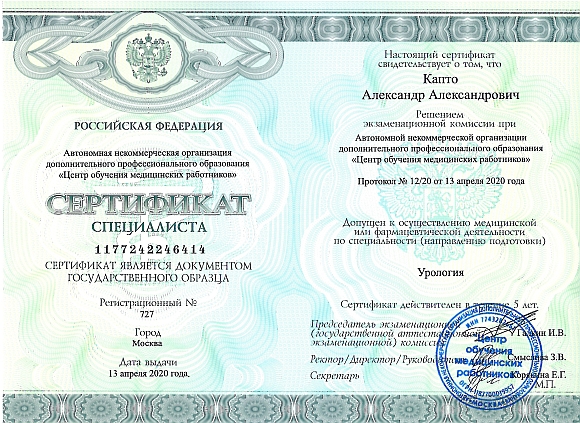 РОССИЙСКАЯ ФЕДЕРАЦИЯ
Автономная некоммерческая организация
дополнительного профессионального образования
«Центр обучения медицинских работников»
СЕРТИФИКАТ
СПЕЦИАЛИСТА
1177242246414
СЕРТИФИКАТ ЯВЛЯЕТСЯ ДОКУМЕНТОМ
ГОСУДАРСТВЕННОГО ОБРАЗЦА
Регистрационный №
727
Город
Москва
Дата выдачи
13 апреля 2020 года.
Настоящий сертификат
свидетельствует о том, что
Капто
Александр Александрович
Решением
экзаменационной комиссии при
Автономной некоммерческой организации
дополнительного профессионального образования
«Центр обучения медицинских работников»
Протокол № 12/20 от 13 апреля 2020 года
Допущен к осуществлению медицинской
или фармацевтической деятельности
по специальности (направлению подготовки)
Урология
Сертификат действителен в течение 5 лет.
Председатель экзаменационной
(государственной аттестационной
экзаменационной) комиссии
И.В.
Ректор/Директор/Руководитель
Смыслова З.В.
Секретарь
Е.Г.
М.П.
Центр
обучения
медицинских
работников